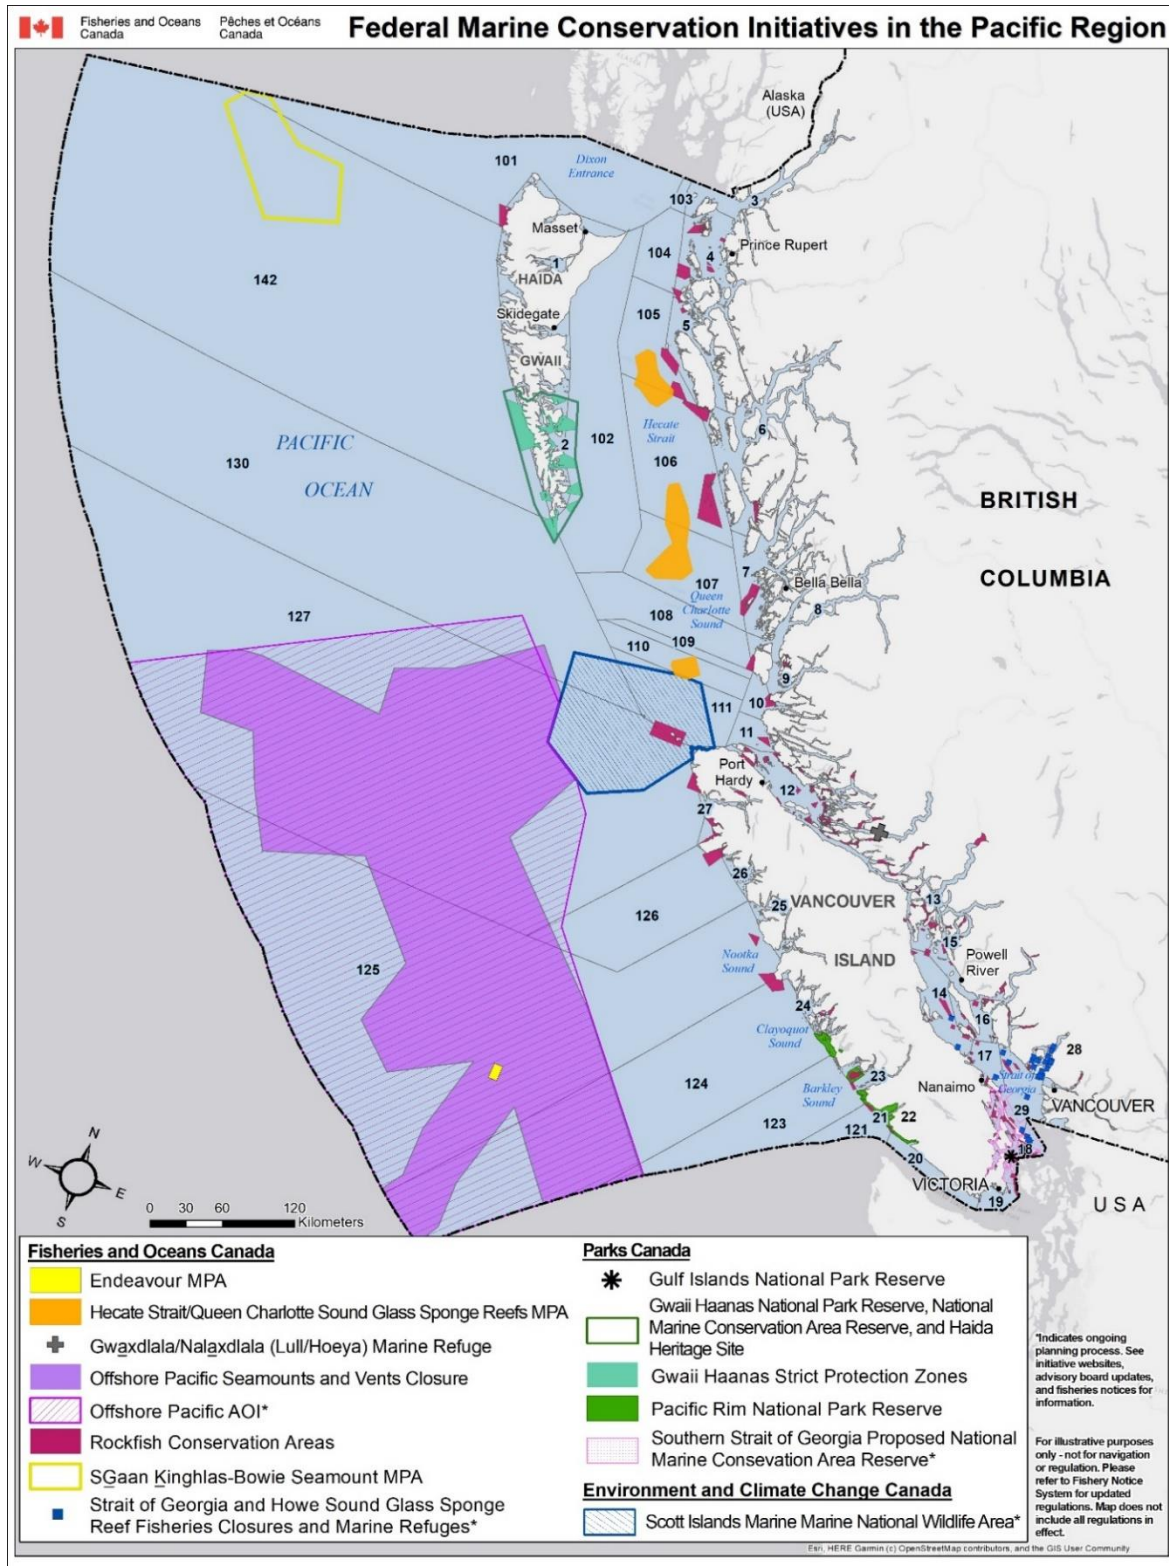 Fisheries and Oceans
Canada
Pêches et Océans
Canada
Federal Marine Conservation Initiatives in the Pacific Region
Alaska
(USA)
101
Dixon
Entrance
103
3
Masset
104
4
Prince Rupert
1
HAIDA
142
105
Skidegate
5
GWAII
Hecate
Strait
6
PACIFIC
OCEAN
2
102
130
106
BRITISH
COLUMBIA
7
107
Bella Bella
Queen
Charlotte
Sound
8
127
108
109
110
9
111
10
11
Port
Hardy
12
27
26
13
126
25
VANCOUVER
ISLAND
15
Nootka
Sound
Powell
River
125
14
24
16
Clayoquot
Sound
17
28
23
Strait of
Georgia
Nanaimo
Barkley
Sound
124
29
VANCOUVER
22
21
123
121
18
20
VICTORIA
19
USA
N
W
E
S
0 30 60 120
Kilometers
Fisheries and Oceans Canada
Endeavour MPA
Hecate Strait/Queen Charlotte Sound Glass Sponge Reefs MPA
Gwa̱xdlala/Nala̱xdlala (Lull/Hoeya) Marine Refuge
Offshore Pacific Seamounts and Vents Closure
Offshore Pacific AOI*
Rockfish Conservation Areas
SG̲aan K̲inghlas-Bowie Seamount MPA
Strait of Georgia and Howe Sound Glass Sponge
Reef Fisheries Closures and Marine Refuges*
Parks Canada
Gulf Islands National Park Reserve
Gwaii Haanas National Park Reserve, National
Marine Conservation Area Reserve, and Haida
Heritage Site
Gwaii Haanas Strict Protection Zones
Pacific Rim National Park Reserve
Southern Strait of Georgia Proposed National
Marine Consevation Area Reserve*
Environment and Climate Change Canada
Scott Islands Marine Marine National Wildlife Area*
*Indicates ongoing
planning process. See
initiative websites,
advisory board updates,
and fisheries notices for
information.
For illustrative purposes
only - not for navigation
or regulation. Please
refer to Fishery Notice
System for updated
regulations. Map does not
include all regulations in
effect.
Esri, HERE Garmin (c) OpenStreetMap contributors, and the GIS User Community